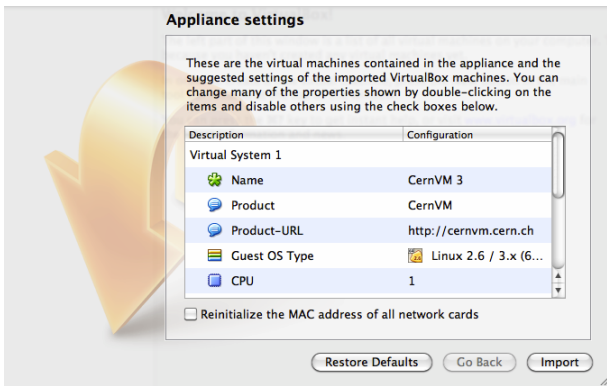 Appliance settings
These are the virtual machines contained in the appliance and the
suggested settings of the imported VirtualBox machines. You can
change many of the properties shown by double-clicking on the
items and disable others using the check boxes below.
Description Configuration
Virtual System 1
Name CernVM 3
Product CernVM
Product-URL http://cernvm.cern.ch
Guest OS Type Linux 2.6 / 3.x (6...
CPU 1
Reinitialize the MAC address of all network cards
Restore Defaults Go Back Import